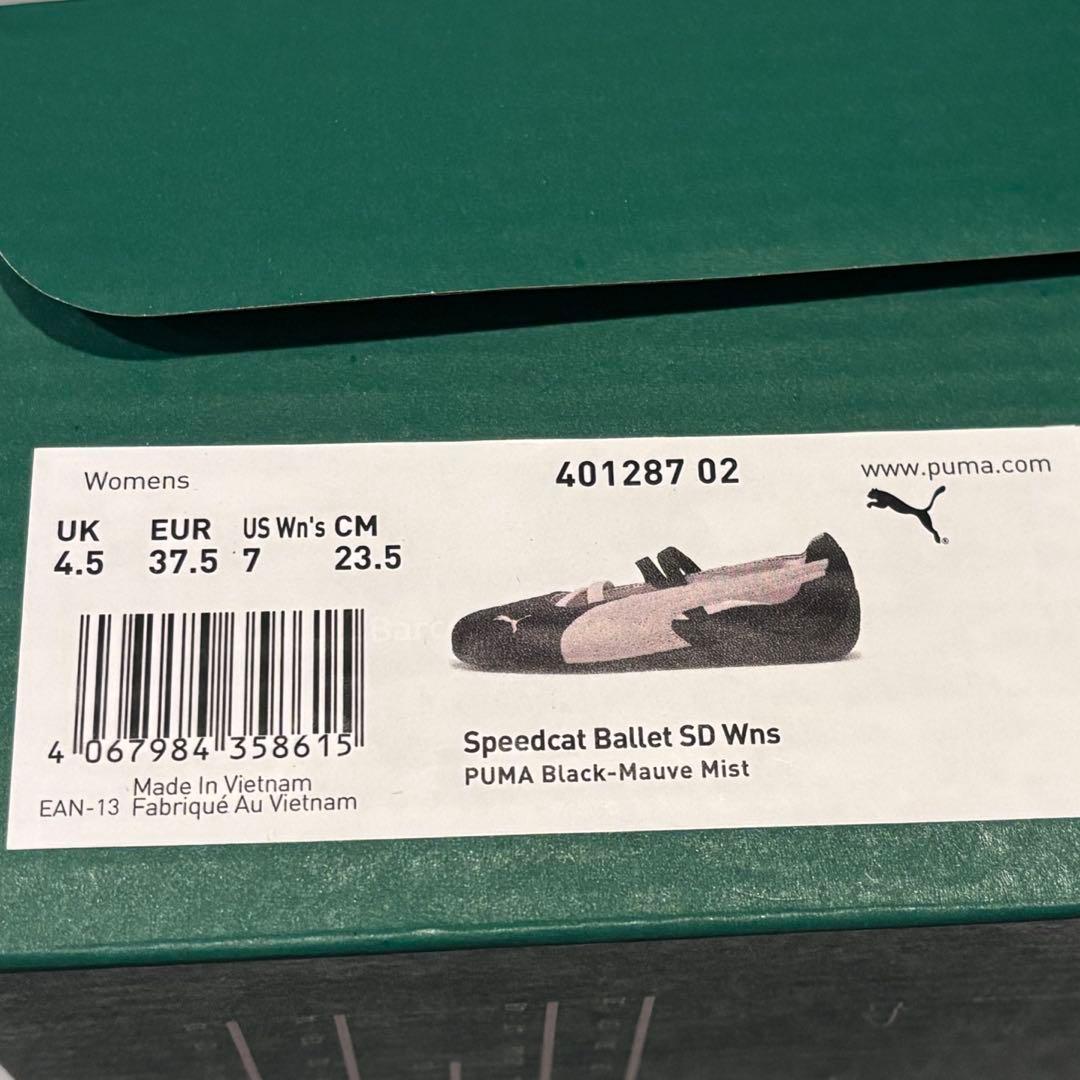 Womens
401287 02
www.puma.com
UK EUR US Wn's CM
4.5 37.5 7 23.5
4 067984 358615
Speedcat Ballet SD Wns
PUMA Black-Mauve Mist
Made In Vietnam
EAN-13 Fabriqué Au Vietnam